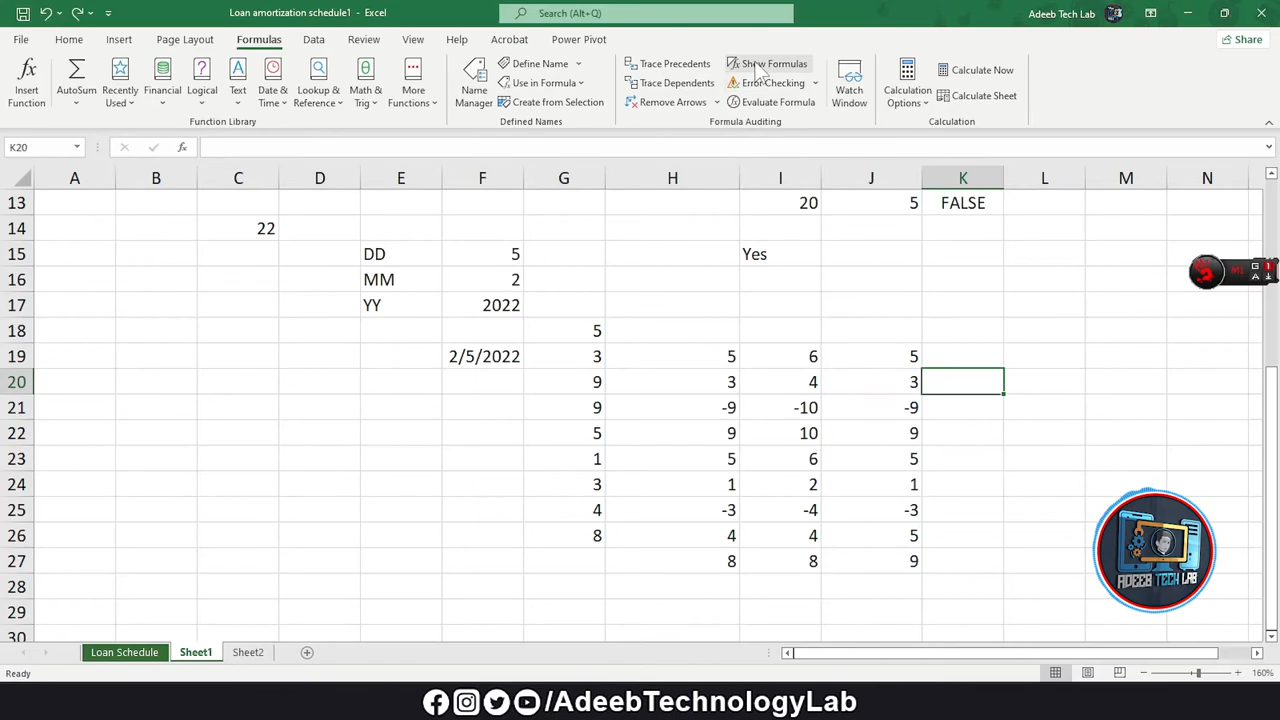 Loan amortization schedule1 - Excel
Search (Alt+Q)
Adeeb Tech Lab
File Home Insert Page Layout Formulas Data Review View Help Acrobat Power Pivot
Share
Insert Function
AutoSum
Recently Used
Financial
Logical
Text
Date & Time
Lookup & Reference
Math & Trig
More Functions
Function Library
Name Manager
Define Name
Use in Formula
Create from Selection
Defined Names
Trace Precedents
Trace Dependents
Remove Arrows
Show Formulas
Error Checking
Evaluate Formula
Formula Auditing
Watch Window
Calculation Options
Calculate Now
Calculate Sheet
Calculation
K20
fx
A B C D E F G H I J K L M N
13 20 5 FALSE
14 22
15 DD 5 Yes
16 MM 2
17 YY 2022
18 5
19 2/5/2022 3 5 6 5
20 9 3 4 3
21 9 -9 -10 -9
22 5 9 10 9
23 1 5 6 5
24 3 1 2 1
25 4 -3 -4 -3
26 8 4 4 5
27 8 8 9
28
29
30
ADEEB TECH LAB
Loan Schedule Sheet1 Sheet2
Ready
160%
/AdeebTechnologyLab